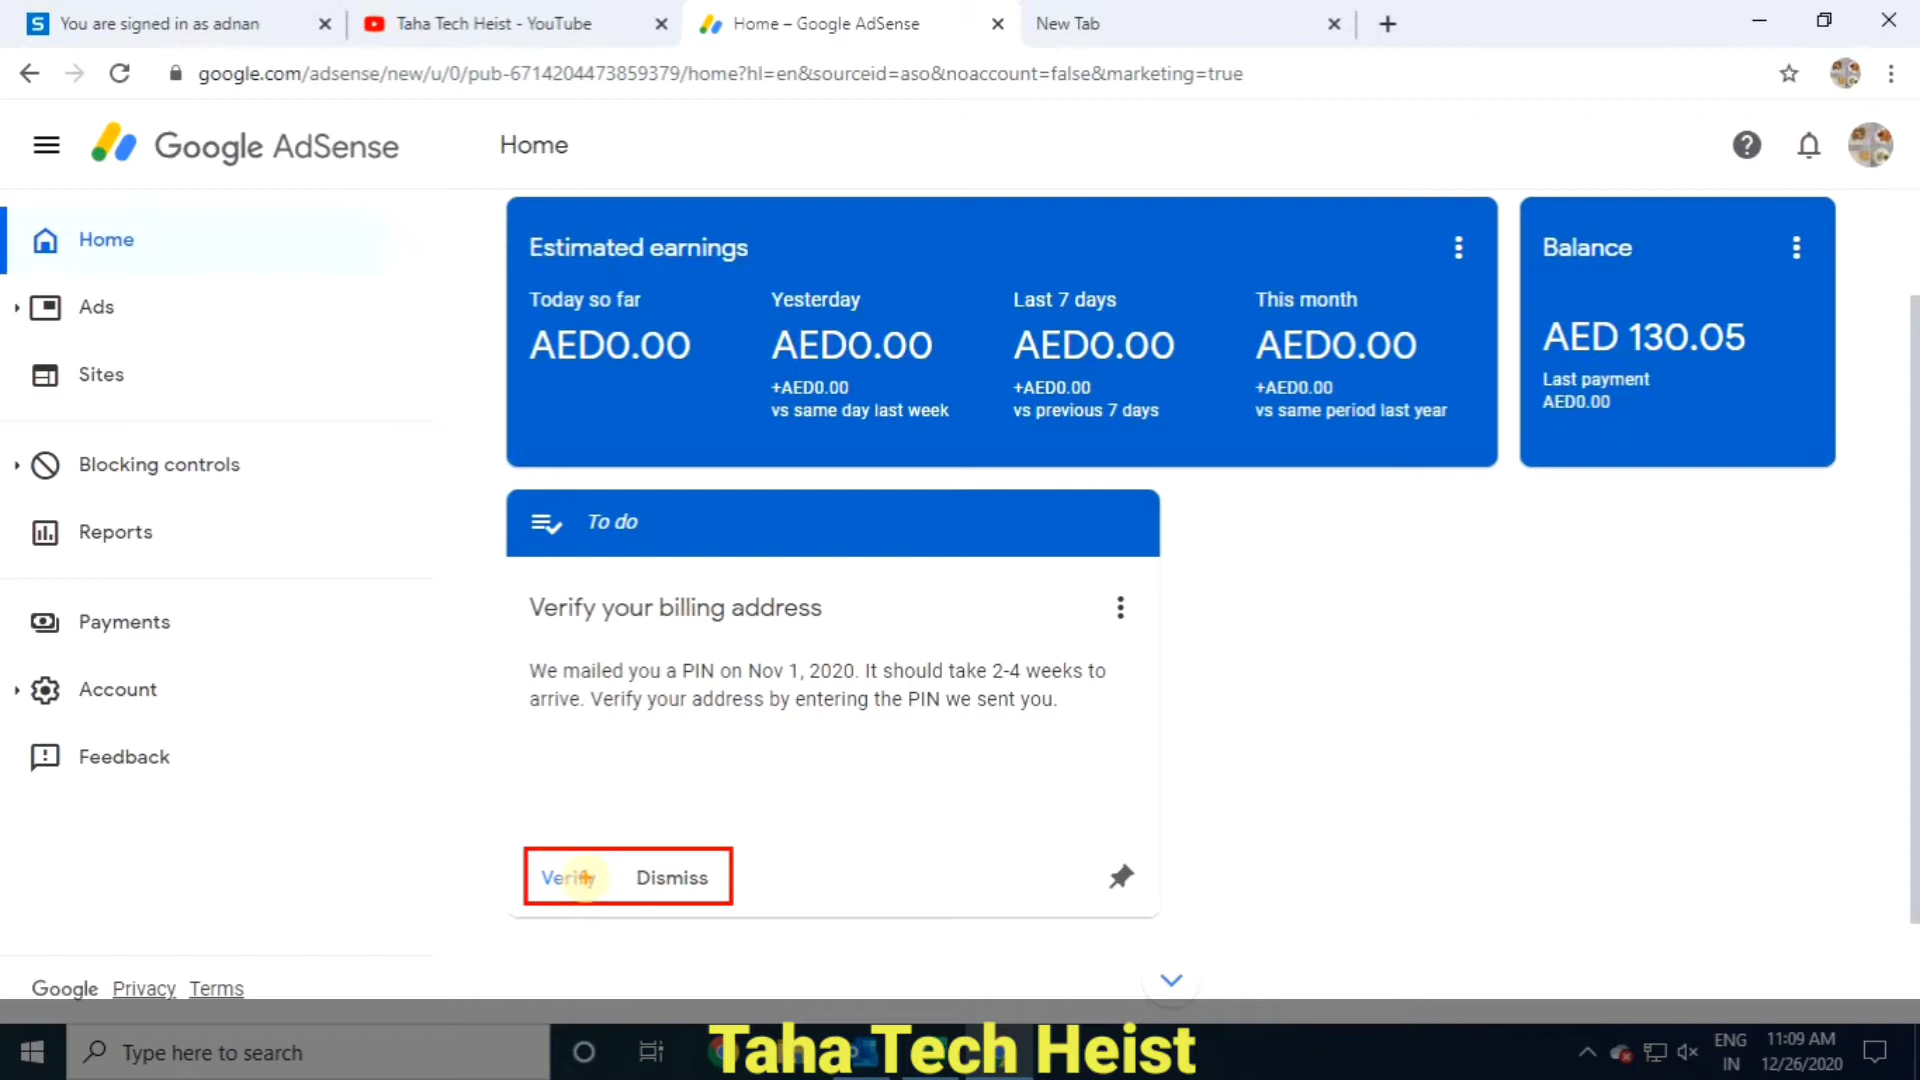 You are signed in as adnan
Taha Tech Heist - YouTube
Home – Google AdSense
New Tab
google.com/adsense/new/u/0/pub-6714204473859379/home?hl=en&sourceid=aso&noaccount=false&marketing=true
Google AdSense
Home
Home
Ads
Sites
Blocking controls
Reports
Payments
Account
Feedback
Google Privacy Terms
Estimated earnings
Today so far
AED0.00
Yesterday
AED0.00
+AED0.00
vs same day last week
Last 7 days
AED0.00
+AED0.00
vs previous 7 days
This month
AED0.00
+AED0.00
vs same period last year
Balance
AED 130.05
Last payment
AED0.00
To do
Verify your billing address
We mailed you a PIN on Nov 1, 2020. It should take 2-4 weeks to
arrive. Verify your address by entering the PIN we sent you.
Verify Dismiss
Type here to search
Taha Tech Heist
ENG
IN
11:09 AM
12/26/2020